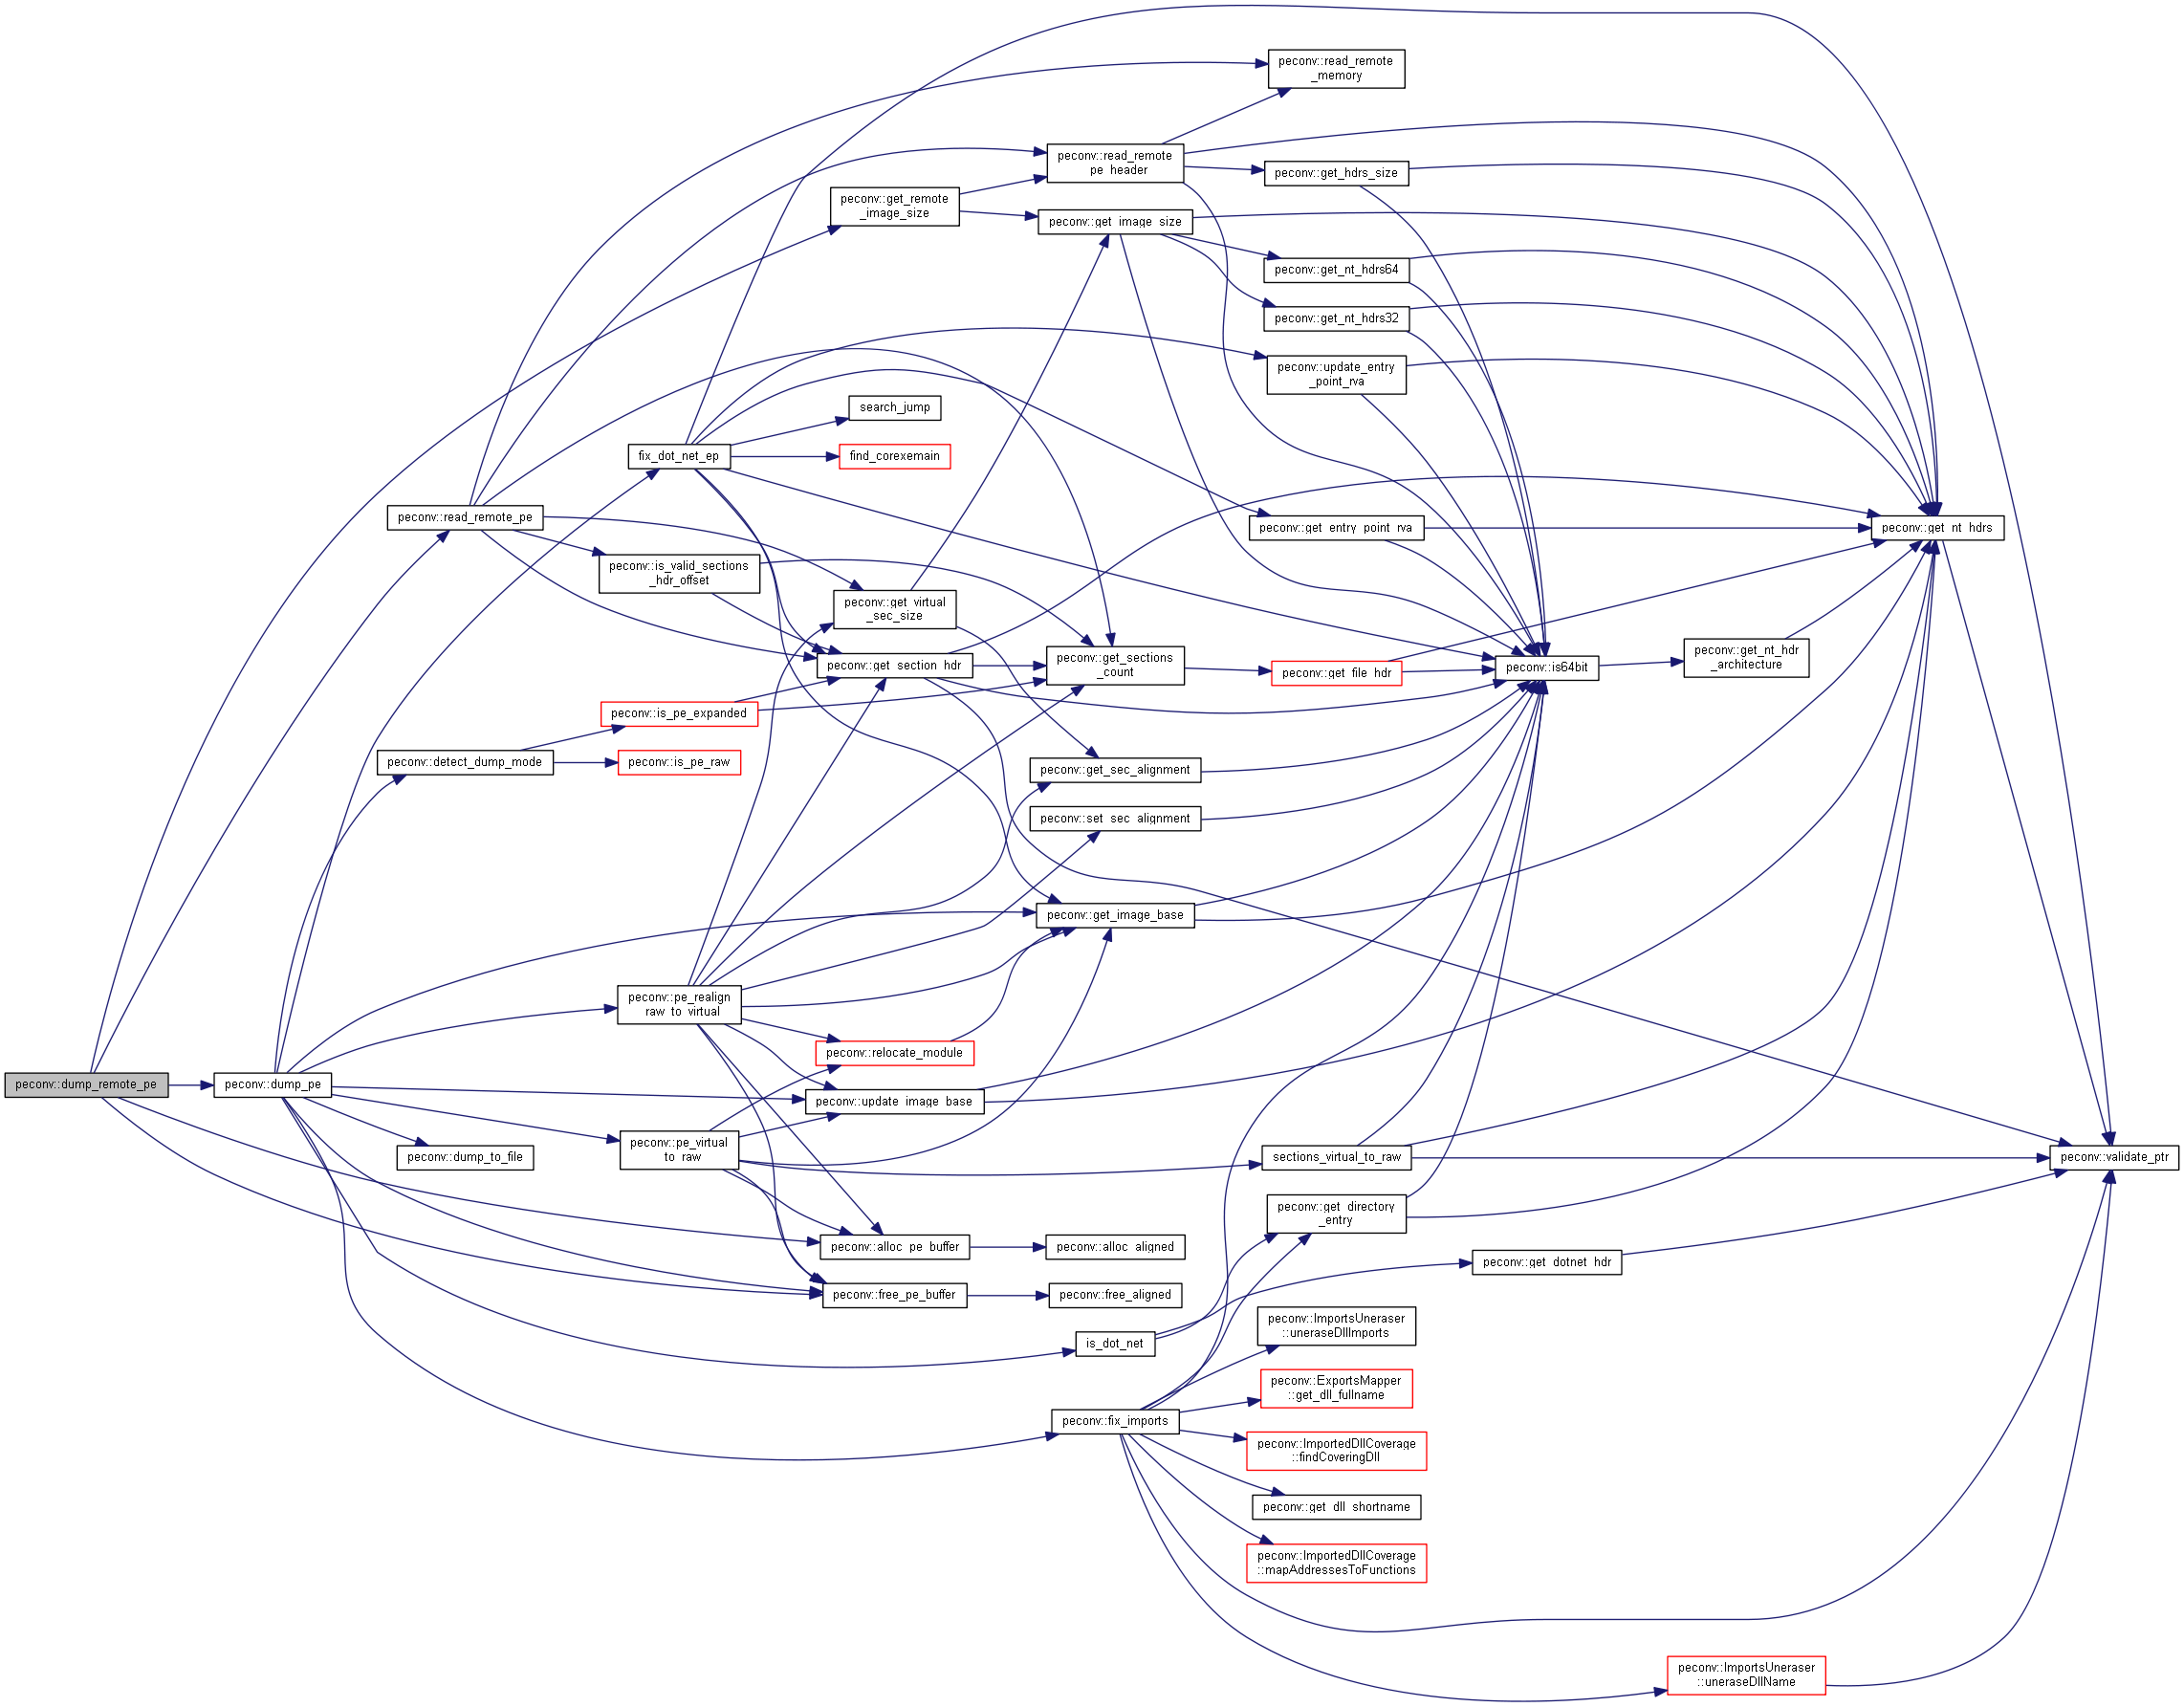 peconv::read_remote
_memory
peconv::read_remote
_pe_header
peconv::get_hdrs_size
peconv::get_remote
_image_size
peconv::get_image_size
peconv::get_nt_hdrs64
peconv::get_nt_hdrs32
peconv::update_entry
_point_rva
search_jump
fix_dot_net_ep
find_corexemain
peconv::read_remote_pe
peconv::get_entry_point_rva
peconv::get_nt_hdrs
peconv::is_valid_sections
_hdr_offset
peconv::get_virtual
_sec_size
peconv::get_section_hdr
peconv::get_sections
_count
peconv::get_file_hdr
peconv::is64bit
peconv::get_nt_hdr
_architecture
peconv::is_pe_expanded
peconv::detect_dump_mode
peconv::is_pe_raw
peconv::get_sec_alignment
peconv::set_sec_alignment
peconv::get_image_base
peconv::pe_realign
_raw_to_virtual
peconv::relocate_module
peconv::dump_remote_pe
peconv::dump_pe
peconv::update_image_base
peconv::pe_virtual
_to_raw
peconv::dump_to_file
sections_virtual_to_raw
peconv::validate_ptr
peconv::get_directory
_entry
peconv::alloc_pe_buffer
peconv::alloc_aligned
peconv::get_dotnet_hdr
peconv::free_pe_buffer
peconv::free_aligned
is_dot_net
peconv::ImportsUneraser
::uneraseDllImports
peconv::ExportsMapper
::get_dll_fullname
peconv::fix_imports
peconv::ImportedDllCoverage
::findCoveringDll
peconv::get_dll_shortname
peconv::ImportedDllCoverage
::mapAddressesToFunctions
peconv::ImportsUneraser
::uneraseDllName